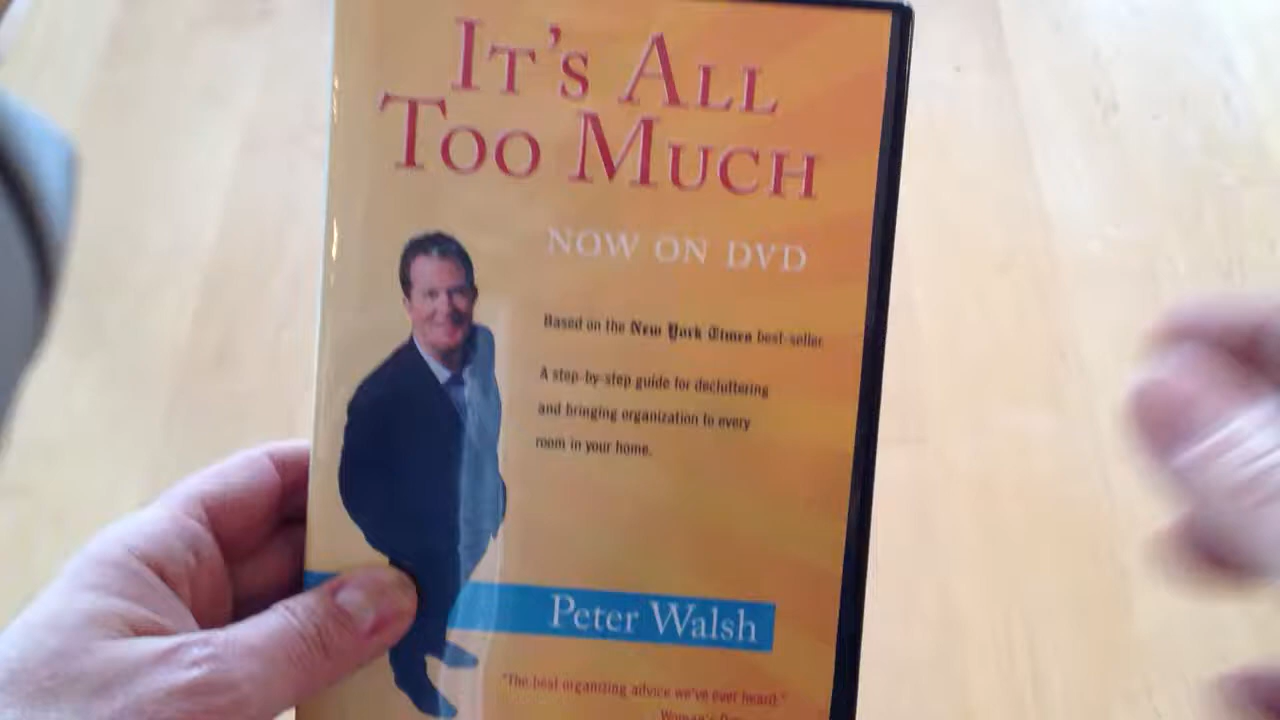 IT'S ALL
TOO MUCH
NOW ON DVD
Based on the New York Times best-seller.
A step-by-step guide for decluttering
and bringing organization to every
room in your home.
Peter Walsh
"The best organizing advice we've ever heard."
Woman's